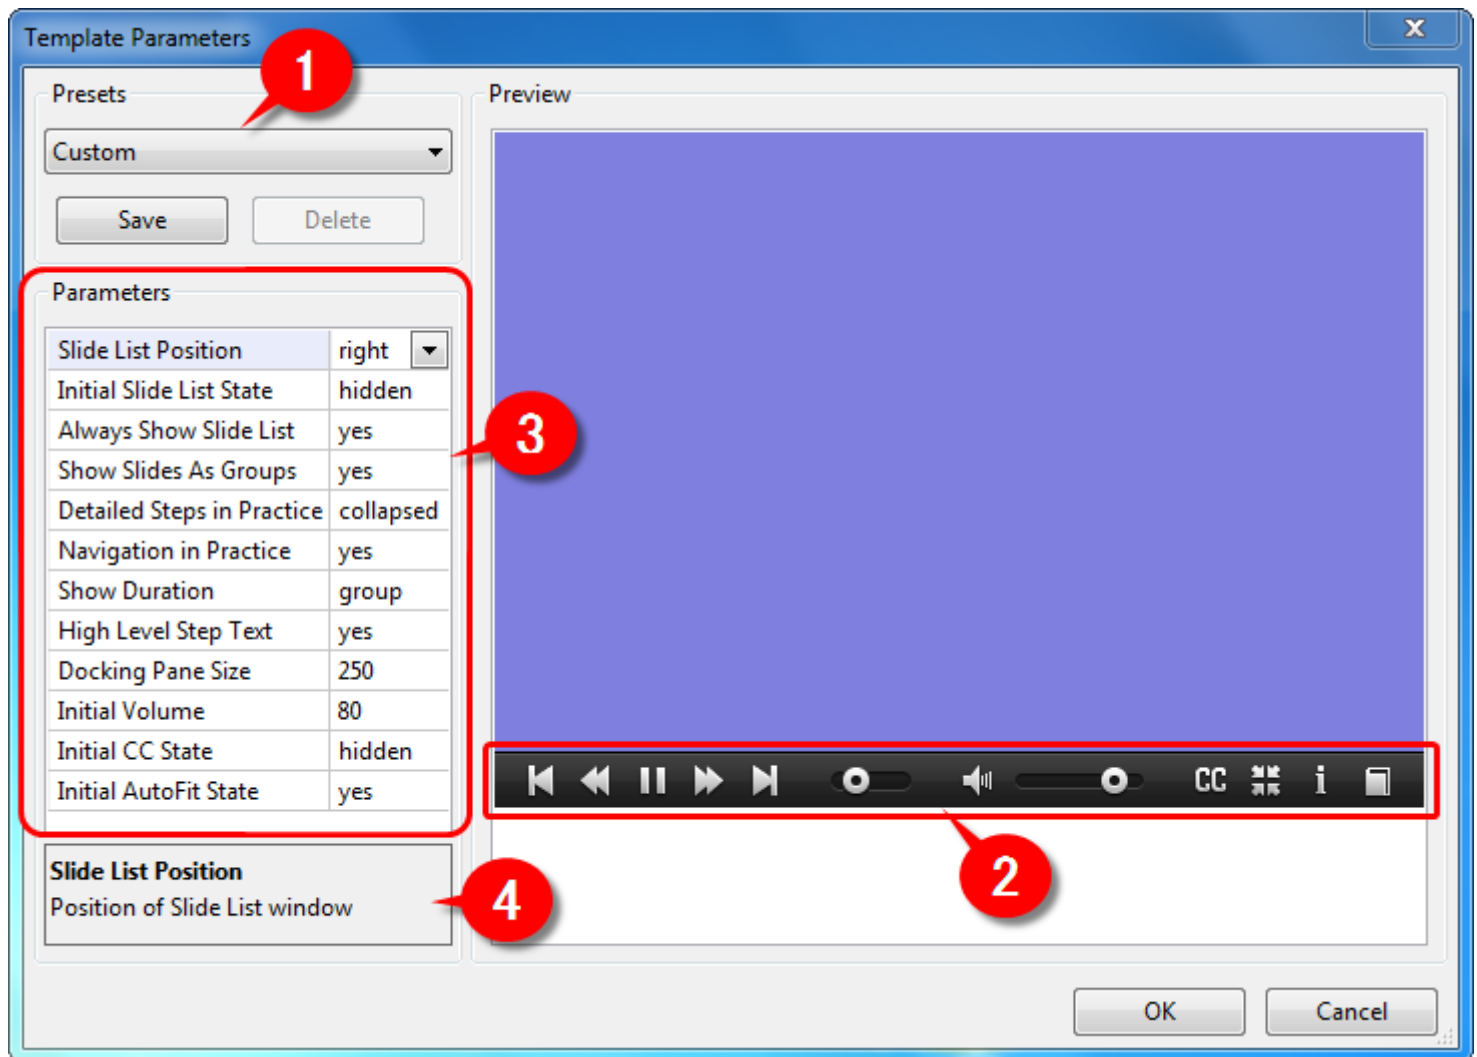 Template Parameters
x
1
Presets
Custom
Save
Delete
Parameters
Slide List Position right
Initial Slide List State hidden
Always Show Slide List yes
Show Slides As Groups yes
Detailed Steps in Practice collapsed
Navigation in Practice yes
Show Duration group
High Level Step Text yes
Docking Pane Size 250
Initial Volume 80
Initial CC State hidden
Initial AutoFit State yes
3
Slide List Position
Position of Slide List window
4
Preview
CC i
2
OK
Cancel